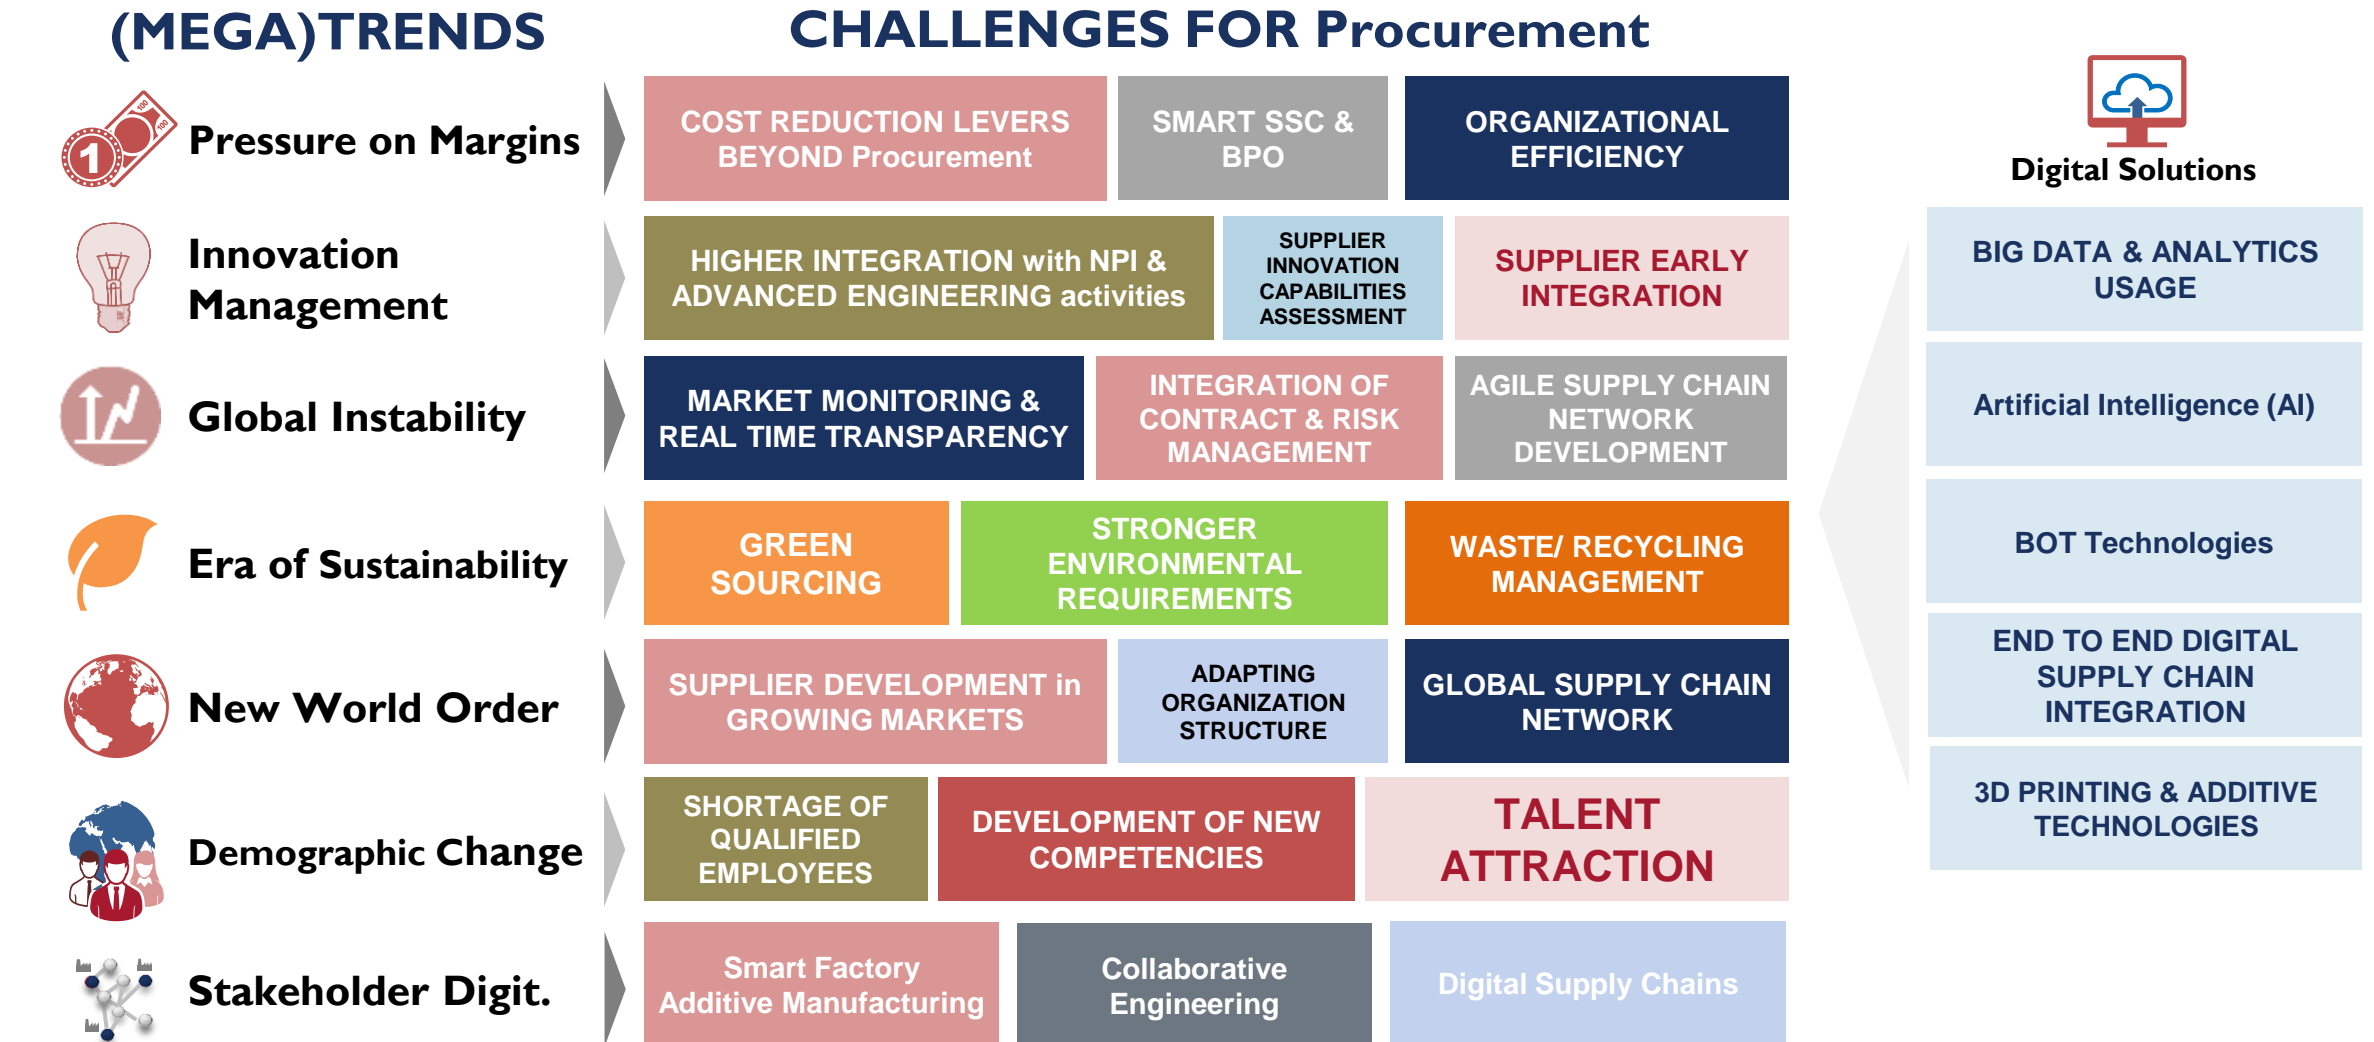 (MEGA)TRENDS
CHALLENGES FOR Procurement
Pressure on Margins
COST REDUCTION LEVERS
BEYOND Procurement
SMART SSC &
BPO
ORGANIZATIONAL
EFFICIENCY
Innovation
Management
HIGHER INTEGRATION with NPI &
ADVANCED ENGINEERING activities
SUPPLIER
INNOVATION
CAPABILITIES
ASSESSMENT
SUPPLIER EARLY
INTEGRATION
Global Instability
MARKET MONITORING &
REAL TIME TRANSPARENCY
INTEGRATION OF
CONTRACT & RISK
MANAGEMENT
AGILE SUPPLY CHAIN
NETWORK
DEVELOPMENT
Era of Sustainability
GREEN
SOURCING
STRONGER
ENVIRONMENTAL
REQUIREMENTS
WASTE/ RECYCLING
MANAGEMENT
New World Order
SUPPLIER DEVELOPMENT in
GROWING MARKETS
ADAPTING
ORGANIZATION
STRUCTURE
GLOBAL SUPPLY CHAIN
NETWORK
Demographic Change
SHORTAGE OF
QUALIFIED
EMPLOYEES
DEVELOPMENT OF NEW
COMPETENCIES
TALENT
ATTRACTION
Stakeholder Digit.
Smart Factory
Additive Manufacturing
Collaborative
Engineering
Digital Supply Chains
Digital Solutions
BIG DATA & ANALYTICS
USAGE
Artificial Intelligence (AI)
BOT Technologies
END TO END DIGITAL
SUPPLY CHAIN
INTEGRATION
3D PRINTING & ADDITIVE
TECHNOLOGIES
1
100
100